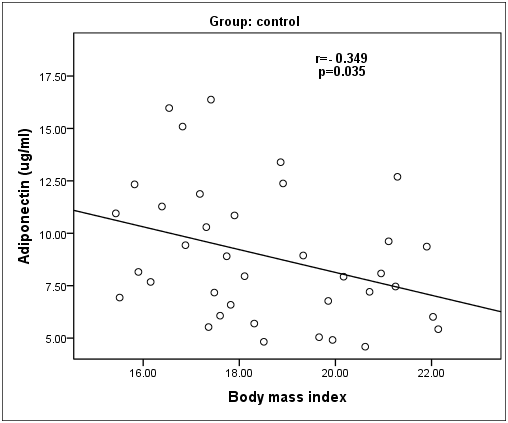 Group: control
r=- 0.349
p=0.035
Adiponectin (ug/ml)
17.50
15.00
12.50
10.00
7.50
5.00
16.00 18.00 20.00 22.00
Body mass index